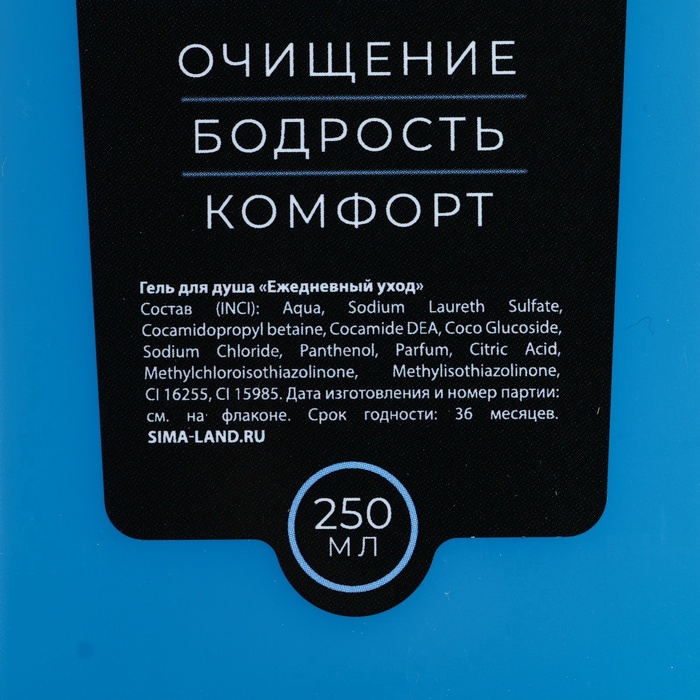 ОЧИЩЕНИЕ
БОДРОСТЬ
КОМФОРТ
Гель для душа «Ежедневный уход»
Состав (INCI): Aqua, Sodium Laureth Sulfate,
Cocamidopropyl betaine, Cocamide DEA, Coco Glucoside,
Sodium Chloride, Panthenol, Parfum, Citric Acid,
Methylchloroisothiazolinone, Methylisothiazolinone,
CI 16255, CI 15985. Дата изготовления и номер партии:
см. на флаконе. Срок годности: 36 месяцев.
SIMA-LAND.RU
250
МЛ